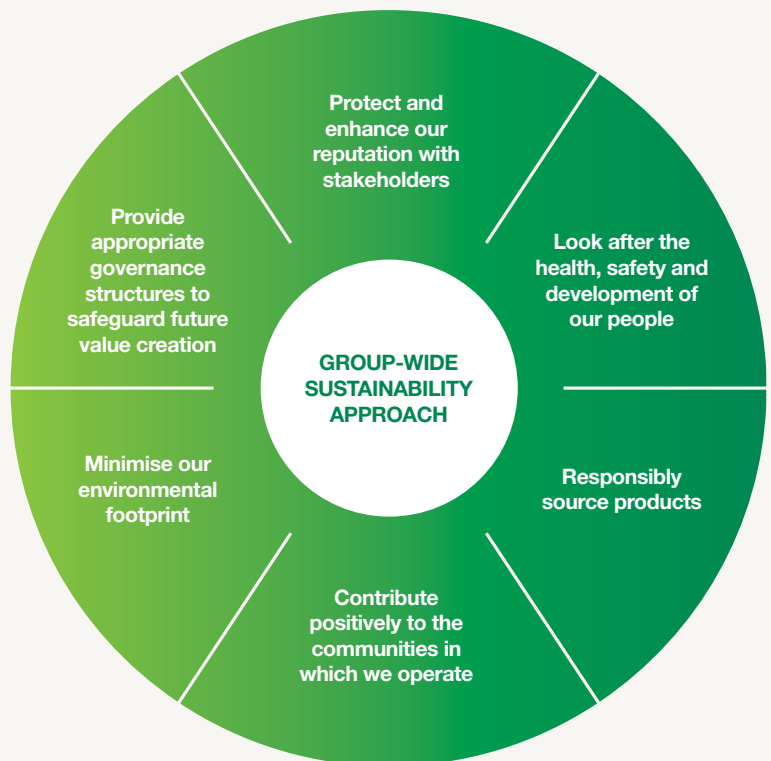 Protect and
enhance our
reputation with
stakeholders
Look after the
health, safety and
development of
our people
Responsibly
source products
Contribute
positively to the
communities in
which we operate
Minimise our
environmental
footprint
Provide
appropriate
governance
structures to
safeguard future
value creation
GROUP-WIDE
SUSTAINABILITY
APPROACH